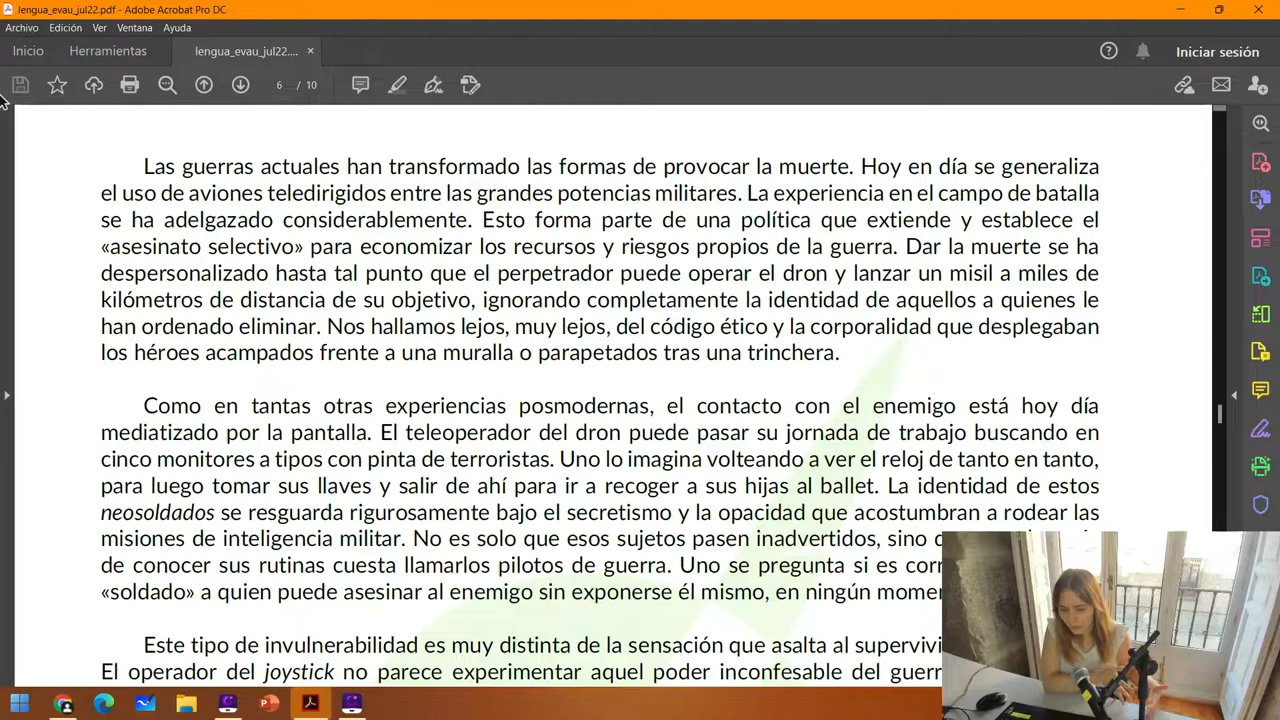 lengua_evau_jul22.pdf - Adobe Acrobat Pro DC
Archivo Edición Ver Ventana Ayuda
Inicio Herramientas lengua_evau_jul22.... × Iniciar sesión
6 / 10
Las guerras actuales han transformado las formas de provocar la muerte. Hoy en día se generaliza
el uso de aviones teledirigidos entre las grandes potencias militares. La experiencia en el campo de batalla
se ha adelgazado considerablemente. Esto forma parte de una política que extiende y establece el
«asesinato selectivo» para economizar los recursos y riesgos propios de la guerra. Dar la muerte se ha
despersonalizado hasta tal punto que el perpetrador puede operar el dron y lanzar un misil a miles de
kilómetros de distancia de su objetivo, ignorando completamente la identidad de aquellos a quienes le
han ordenado eliminar. Nos hallamos lejos, muy lejos, del código ético y la corporalidad que desplegaban
los héroes acampados frente a una muralla o parapetados tras una trinchera.
Como en tantas otras experiencias posmodernas, el contacto con el enemigo está hoy día
mediatizado por la pantalla. El teleoperador del dron puede pasar su jornada de trabajo buscando en
cinco monitores a tipos con pinta de terroristas. Uno lo imagina volteando a ver el reloj de tanto en tanto,
para luego tomar sus llaves y salir de ahí para ir a recoger a sus hijas al ballet. La identidad de estos
neosoldados se resguarda rigurosamente bajo el secretismo y la opacidad que acostumbran a rodear las
misiones de inteligencia militar. No es solo que esos sujetos pasen inadvertidos, sino
de conocer sus rutinas cuesta llamarlos pilotos de guerra. Uno se pregunta si es
«soldado» a quien puede asesinar al enemigo sin exponerse él mismo, en ningún
Este tipo de invulnerabilidad es muy distinta de la sensación que asalta al
El operador del joystick no parece experimentar aquel poder inconfesable del